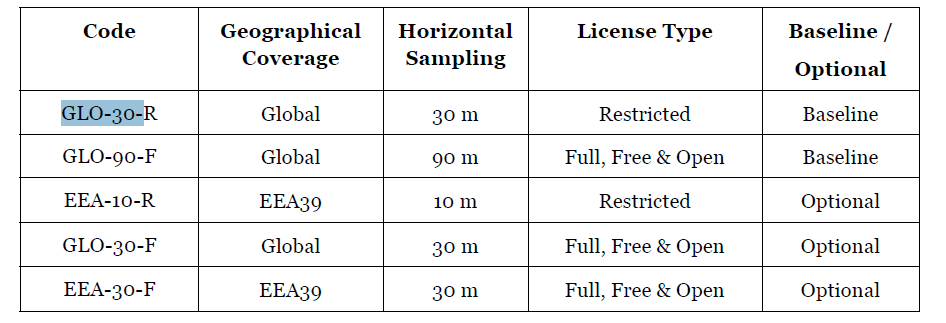 Code Geographical Coverage Horizontal Sampling License Type Baseline / Optional
GLO-30-R Global 30 m Restricted Baseline
GLO-90-F Global 90 m Full, Free & Open Baseline
EEA-10-R EEA39 10 m Restricted Optional
GLO-30-F Global 30 m Full, Free & Open Optional
EEA-30-F EEA39 30 m Full, Free & Open Optional